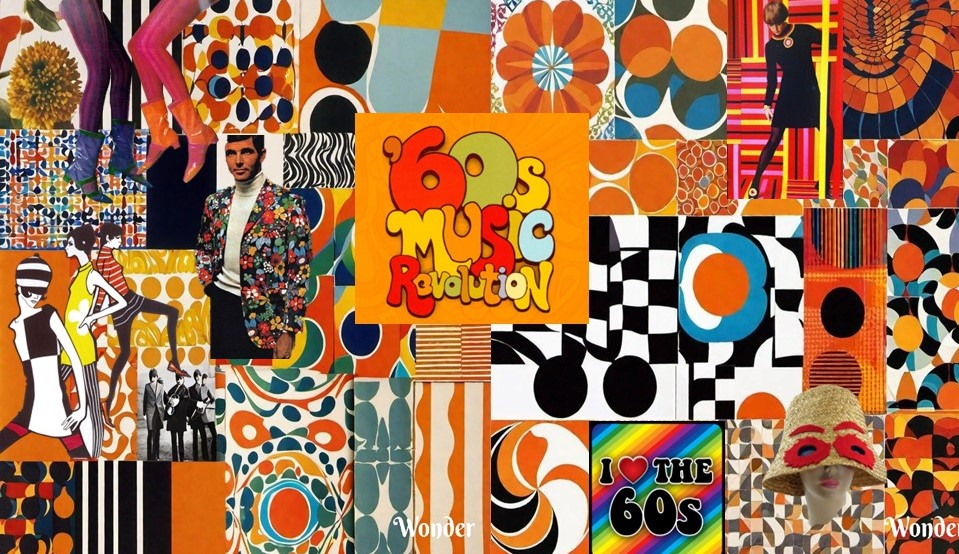 '60s
MUSiC
RevolutioN
I ❤ THE
60s
Wonder
Wonder